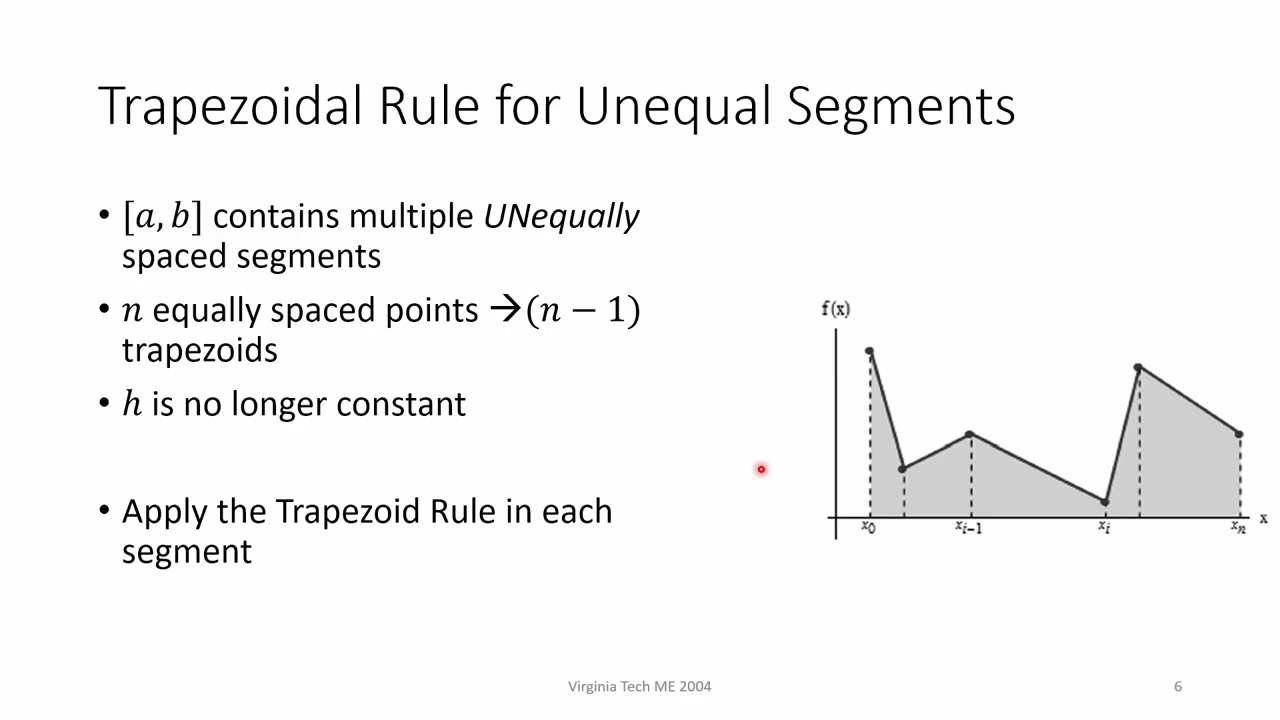 Trapezoidal Rule for Unequal Segments
• [𝑎, 𝑏] contains multiple UNequally
spaced segments
• 𝑛 equally spaced points →(𝑛 − 1)
trapezoids
• ℎ is no longer constant
• Apply the Trapezoid Rule in each
segment
f(x)
x₀ xᵢ₋₁ xᵢ xₙ x
Virginia Tech ME 2004 6